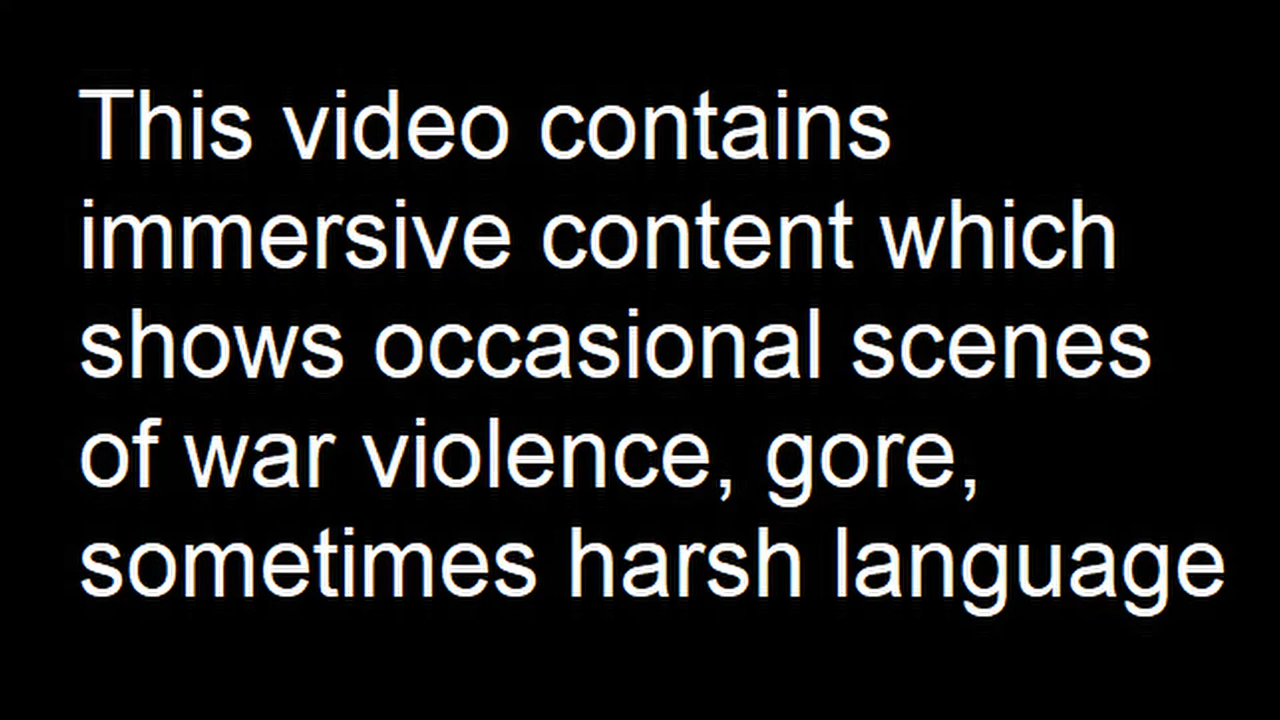 This video contains
immersive content which
shows occasional scenes
of war violence, gore,
sometimes harsh language